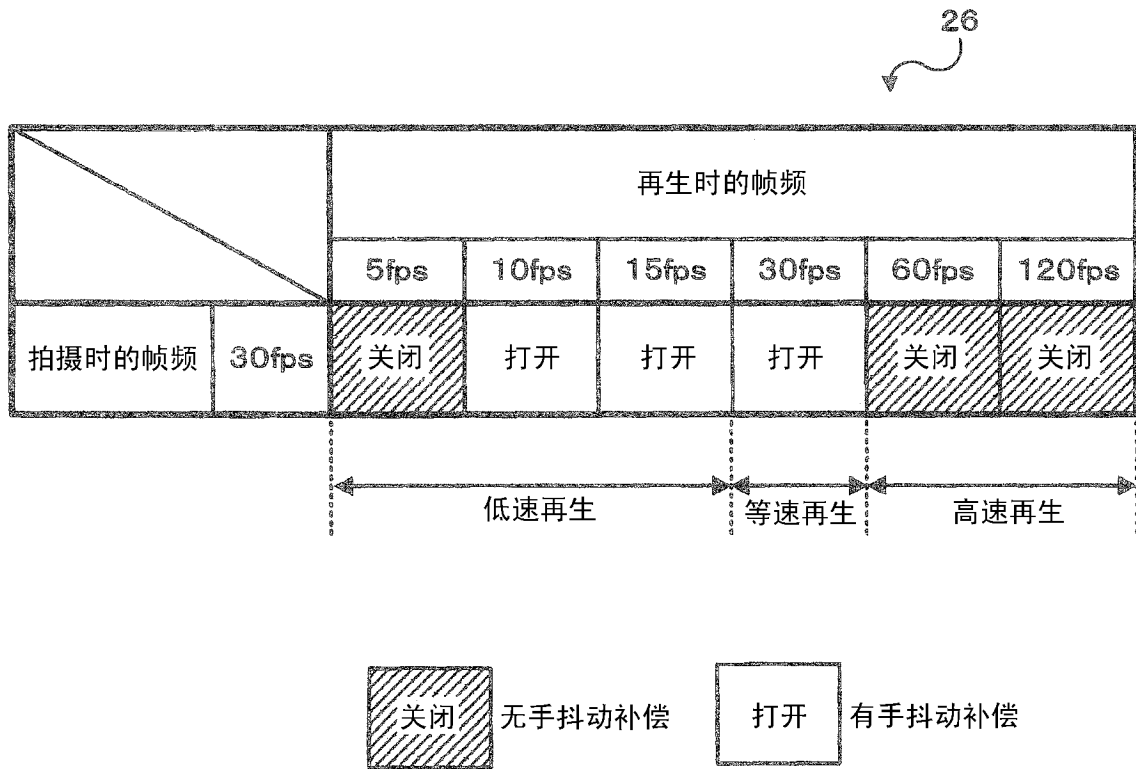 26
再生时的帧频
5fps 10fps 15fps 30fps 60fps 120fps
拍摄时的帧频 30fps 关闭 打开 打开 打开 关闭 关闭
低速再生 等速再生 高速再生
关闭 无手抖动补偿 打开 有手抖动补偿